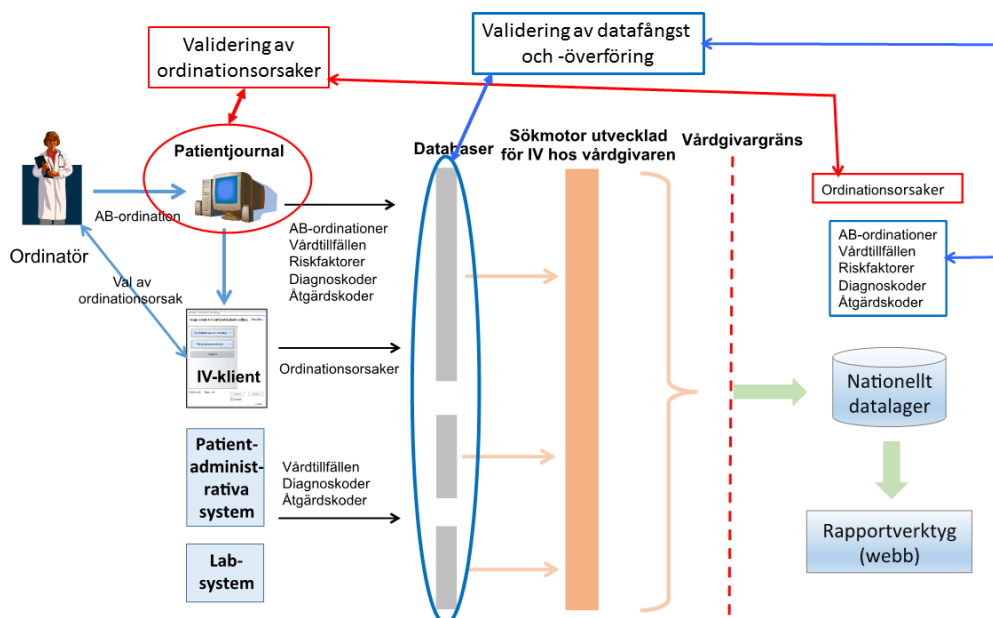 Validering av
ordinationsorsaker
Validering av datafångst
och -överföring
Patientjournal
Databaser
Sökmotor utvecklad
för IV hos vårdgivaren
Vårdgivargräns
Ordinationsorsaker
AB-ordination
AB-ordinationer
Vårdtillfällen
Riskfaktorer
Diagnoskoder
Åtgärdskoder
AB-ordinationer
Vårdtillfällen
Riskfaktorer
Diagnoskoder
Åtgärdskoder
Ordinatör
Val av
ordinationsorsak
IV-klient
Ordinationsorsaker
Nationellt
datalager
Patient-
administ-
rativa
system
Vårdtillfällen
Diagnoskoder
Åtgärdskoder
Rapportverktyg
(webb)
Lab-
system